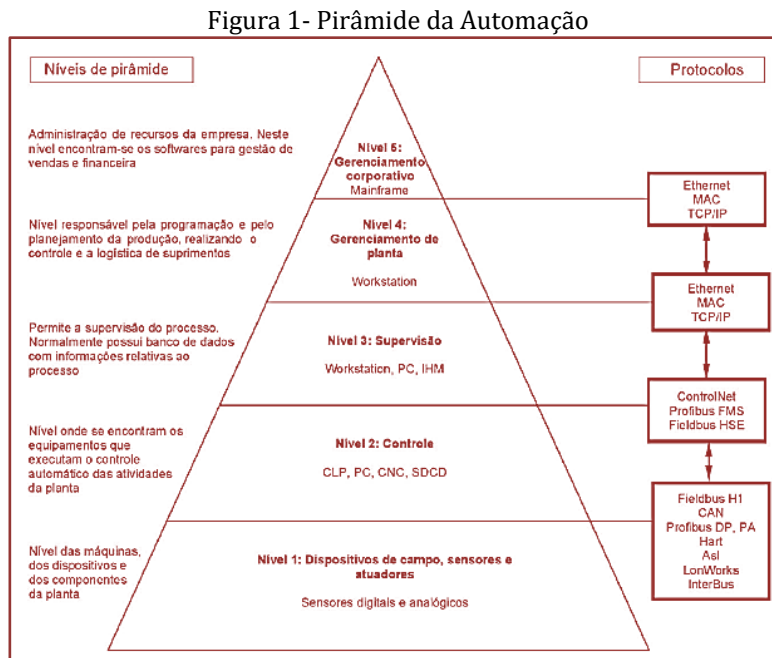 Figura 1- Pirâmide da Automação
Níveis de pirâmide
Protocolos
Administração de recursos da empresa. Neste
nível encontram-se os softwares para gestão de
vendas e financeira
Nível 5:
Gerenciamento
corporativo
Mainframe
Ethernet
MAC
TCP/IP
Nível responsável pela programação e pelo
planejamento da produção, realizando o
controle e a logística de suprimentos
Nível 4:
Gerenciamento de
planta
Workstation
Ethernet
MAC
TCP/IP
Permite a supervisão do processo.
Normalmente possui banco de dados
com informações relativas ao
processo
Nível 3: Supervisão
Workstation, PC, IHM
ControlNet
Profibus FMS
Fieldbus HSE
Nível onde se encontram os
equipamentos que
executam o controle
automático das atividades
da planta
Nível 2: Controle
CLP, PC, CNC, SDCD
Fieldbus H1
CAN
Profibus DP, PA
Hart
AsI
LonWorks
InterBus
Nível das máquinas,
dos dispositivos e
dos componentes
da planta
Nível 1: Dispositivos de campo, sensores e
atuadores
Sensores digitais e analógicos